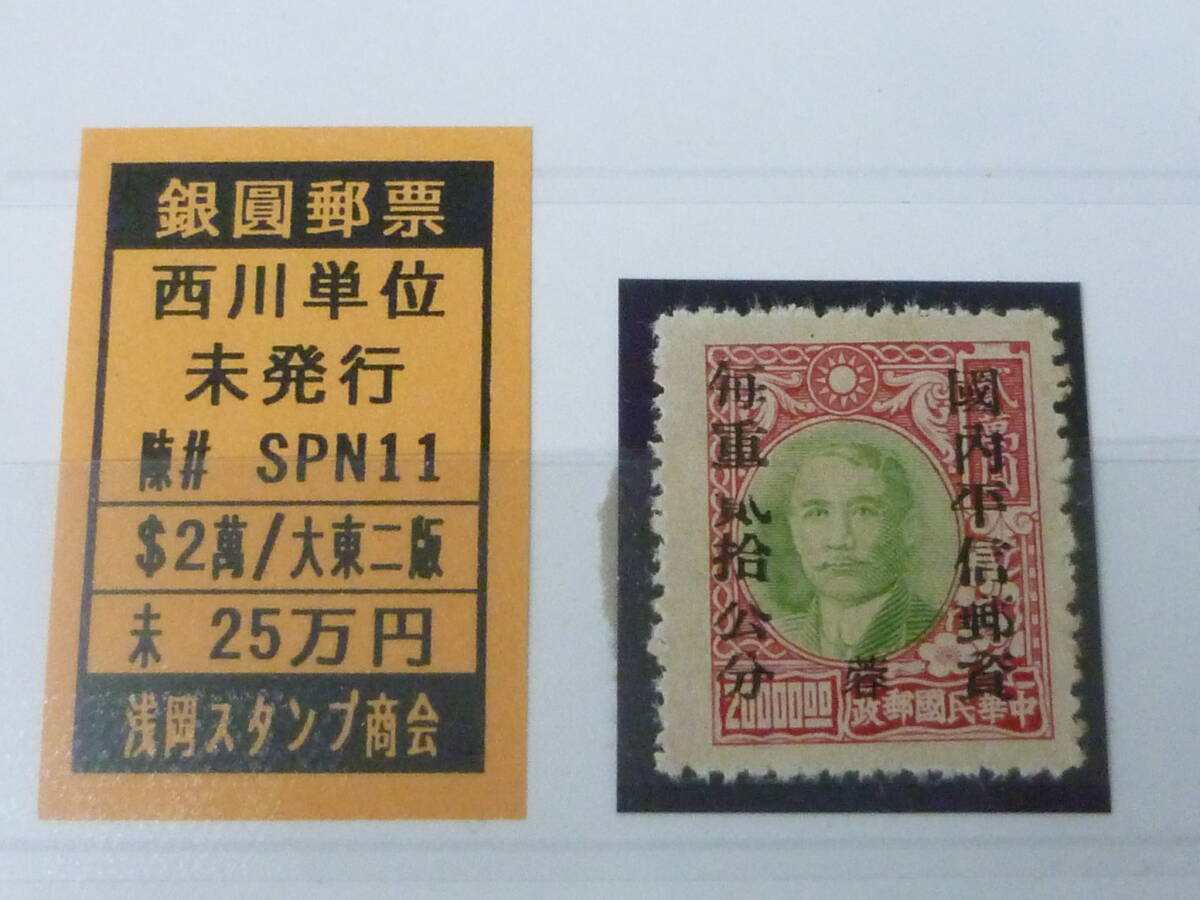 銀圓郵票
西川単位
未発行
陳# SPN11
$2萬/大東二版
未 25万円
浅岡スタンプ商会
國內平信郵資
每重貳拾公分
蓉
2000000
政郵國民華中